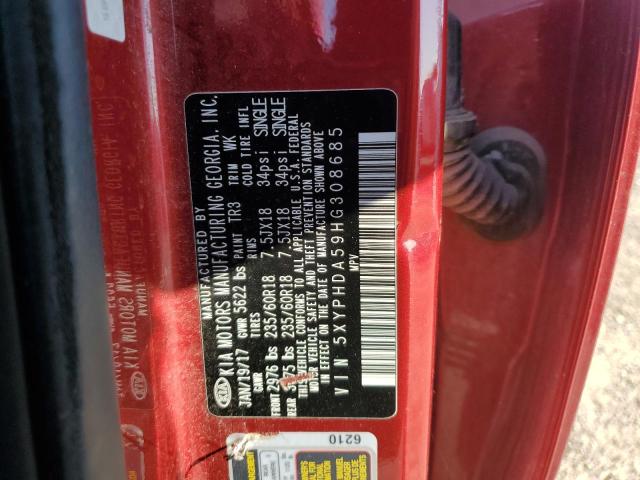 MANUFACTURED BY
KIA KIA MOTORS MANUFACTURING GEORGIA, INC.
JAN/19/17 GVWR 5622 lbs PAINT TR3 TRIM WK
GAWR TIRES RIMS COLD TIRE INFL
FRONT 2976 lbs 235/60R18 7.5JX18 34psi SINGLE
REAR 75 lbs 235/60R18 7.5JX18 34psi SINGLE
THIS VEHICLE CONFORMS TO ALL APPLICABLE U.S.A. FEDERAL
MOTOR VEHICLE SAFETY AND THEFT PREVENTION STANDARDS
IN EFFECT ON THE DATE OF MANUFACTURE SHOWN ABOVE.
VIN 5XYPHDA59HG308685
MPV
6210